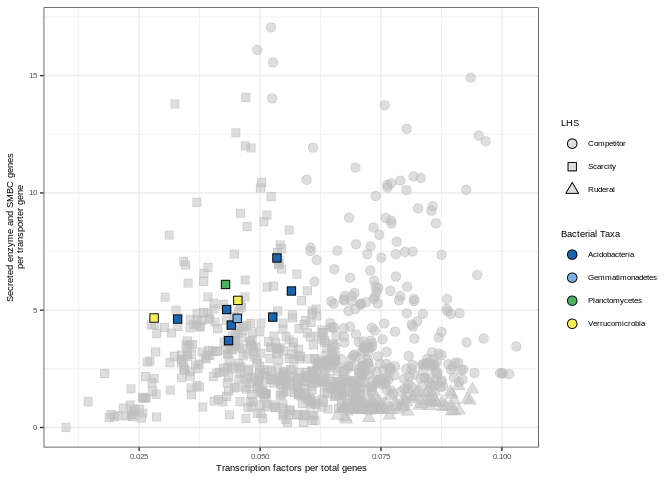 15
10
5
0
0.025
0.050
0.075
0.100
Transcription factors per total genes
Secreted enzyme and SMBC genes
per transporter gene
LHS
Competitor
Scarcity
Ruderal
Bacterial Taxa
Acidobacteria
Gemmatimonadetes
Planctomycetes
Verrucomicrobia